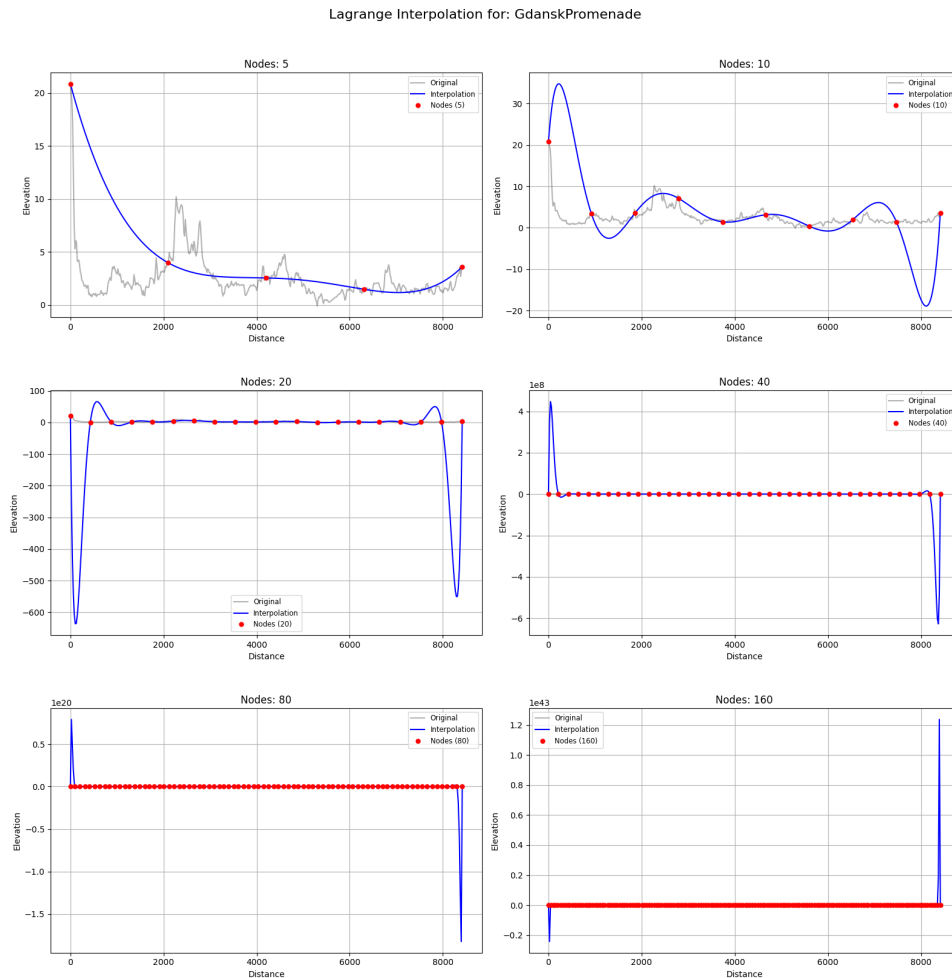 Lagrange Interpolation for: GdanskPromenade
Nodes: 5
Original
Interpolation
Nodes (5)
20
15
10
5
0
Elevation
0 2000 4000 6000 8000
Distance
Nodes: 10
Original
Interpolation
Nodes (10)
30
20
10
0
−10
−20
Elevation
0 2000 4000 6000 8000
Distance
Nodes: 20
100
0
−100
−200
−300
−400
−500
−600
Elevation
Original
Interpolation
Nodes (20)
0 2000 4000 6000 8000
Distance
Nodes: 40
1e8
Original
Interpolation
Nodes (40)
4
2
0
−2
−4
−6
Elevation
0 2000 4000 6000 8000
Distance
Nodes: 80
1e20
Original
Interpolation
Nodes (80)
0.5
0.0
−0.5
−1.0
−1.5
Elevation
0 2000 4000 6000 8000
Distance
Nodes: 160
1e43
Original
Interpolation
Nodes (160)
1.2
1.0
0.8
0.6
0.4
0.2
0.0
−0.2
Elevation
0 2000 4000 6000 8000
Distance